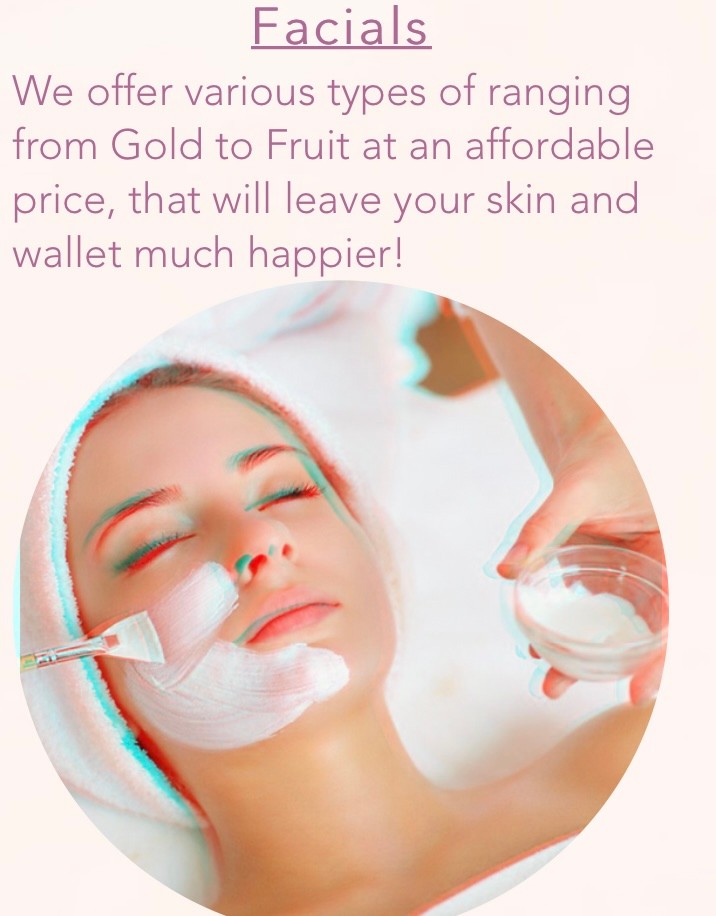 Facials
We offer various types of ranging
from Gold to Fruit at an affordable
price, that will leave your skin and
wallet much happier!